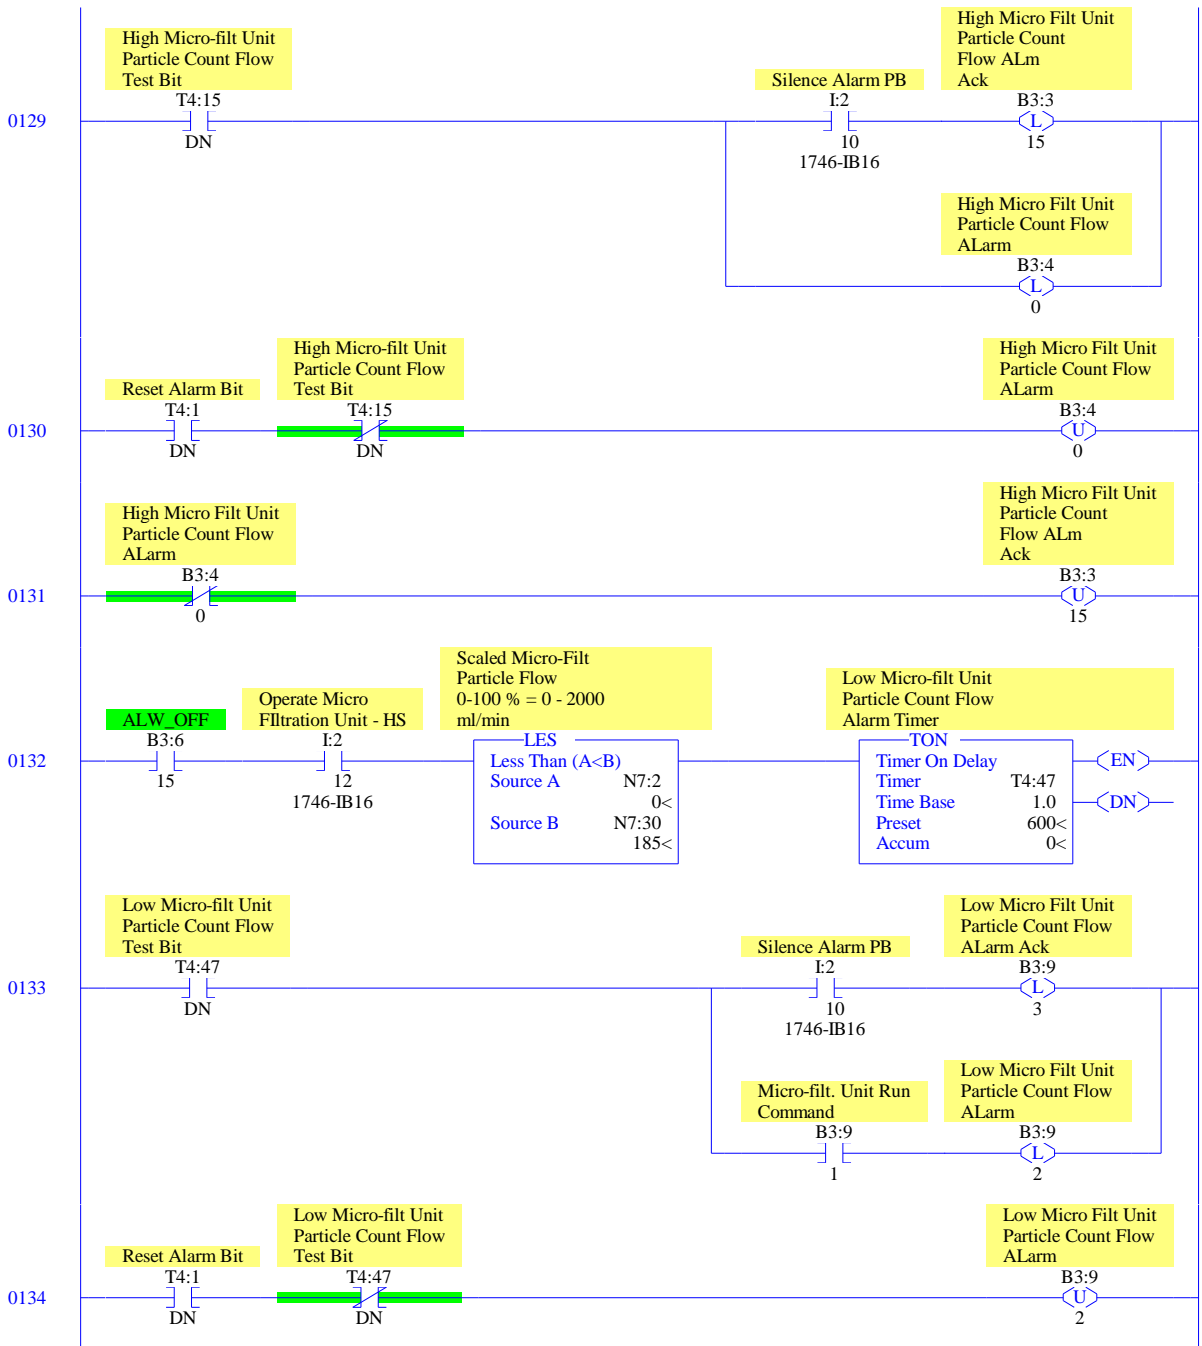 High Micro-filt Unit
Particle Count Flow
Test Bit
T4:15
DN
Silence Alarm PB
I:2
10
1746-IB16
High Micro Filt Unit
Particle Count
Flow ALm
Ack
B3:3
L
15
0129
High Micro Filt Unit
Particle Count Flow
ALarm
B3:4
L
0
0130
Reset Alarm Bit
T4:1
DN
High Micro-filt Unit
Particle Count Flow
Test Bit
T4:15
DN
High Micro Filt Unit
Particle Count Flow
ALarm
B3:4
U
0
0131
High Micro Filt Unit
Particle Count Flow
ALarm
B3:4
0
High Micro Filt Unit
Particle Count
Flow ALm
Ack
B3:3
U
15
0132
ALW_OFF
B3:6
15
Operate Micro
FIltration Unit - HS
I:2
12
1746-IB16
Scaled Micro-Filt
Particle Flow
0-100 % = 0 - 2000
ml/min
LES
Less Than (A<B)
Source A N7:2
0<
Source B N7:30
185<
Low Micro-filt Unit
Particle Count Flow
Alarm Timer
TON
Timer On Delay
Timer T4:47
Time Base 1.0
Preset 600<
Accum 0<
EN
DN
0133
Low Micro-filt Unit
Particle Count Flow
Test Bit
T4:47
DN
Silence Alarm PB
I:2
10
1746-IB16
Low Micro Filt Unit
Particle Count Flow
ALarm Ack
B3:9
L
3
Micro-filt. Unit Run
Command
B3:9
1
Low Micro Filt Unit
Particle Count Flow
ALarm
B3:9
L
2
0134
Reset Alarm Bit
T4:1
DN
Low Micro-filt Unit
Particle Count Flow
Test Bit
T4:47
DN
Low Micro Filt Unit
Particle Count Flow
ALarm
B3:9
U
2